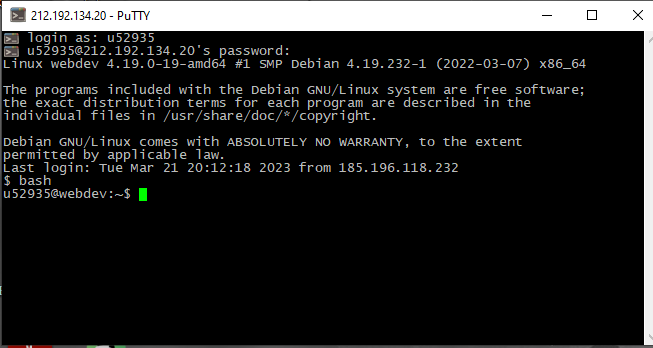 212.192.134.20 - PuTTY
login as: u52935
u52935@212.192.134.20's password:
Linux webdev 4.19.0-19-amd64 #1 SMP Debian 4.19.232-1 (2022-03-07) x86_64
The programs included with the Debian GNU/Linux system are free software;
the exact distribution terms for each program are described in the
individual files in /usr/share/doc/*/copyright.
Debian GNU/Linux comes with ABSOLUTELY NO WARRANTY, to the extent
permitted by applicable law.
Last login: Tue Mar 21 20:12:18 2023 from 185.196.118.232
$ bash
u52935@webdev:~$